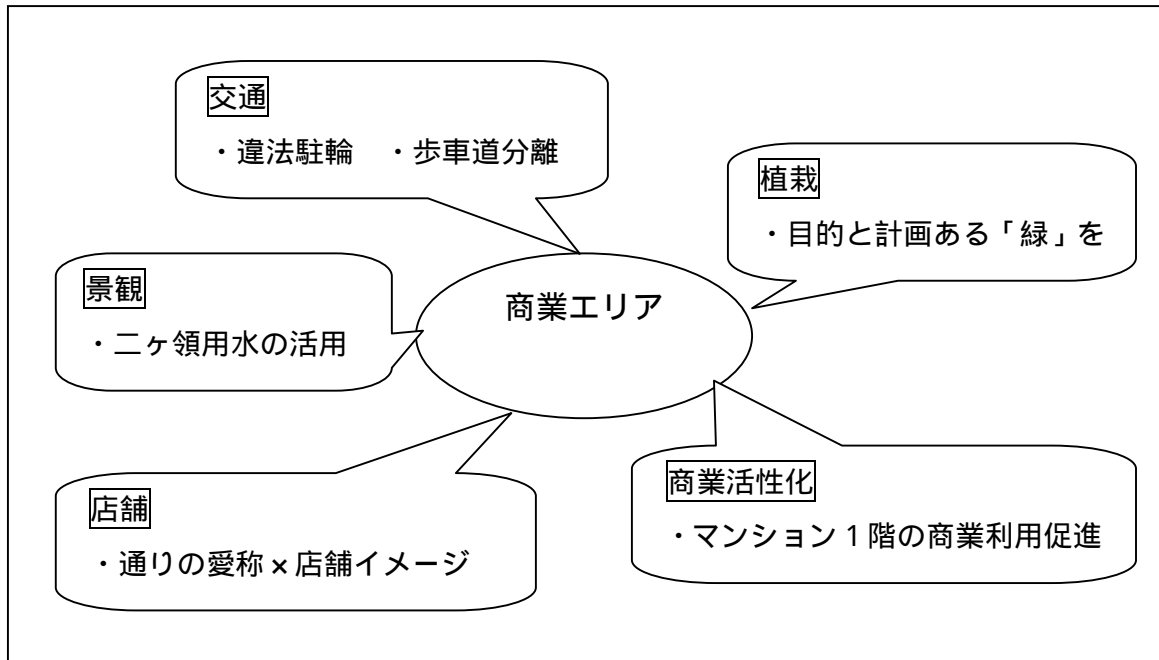 交通
・違法駐輪　・歩車道分離
植栽
・目的と計画ある「緑」を
商業エリア
景観
・二ヶ領用水の活用
商業活性化
・マンション1階の商業利用促進
店舗
・通りの愛称×店舗イメージ